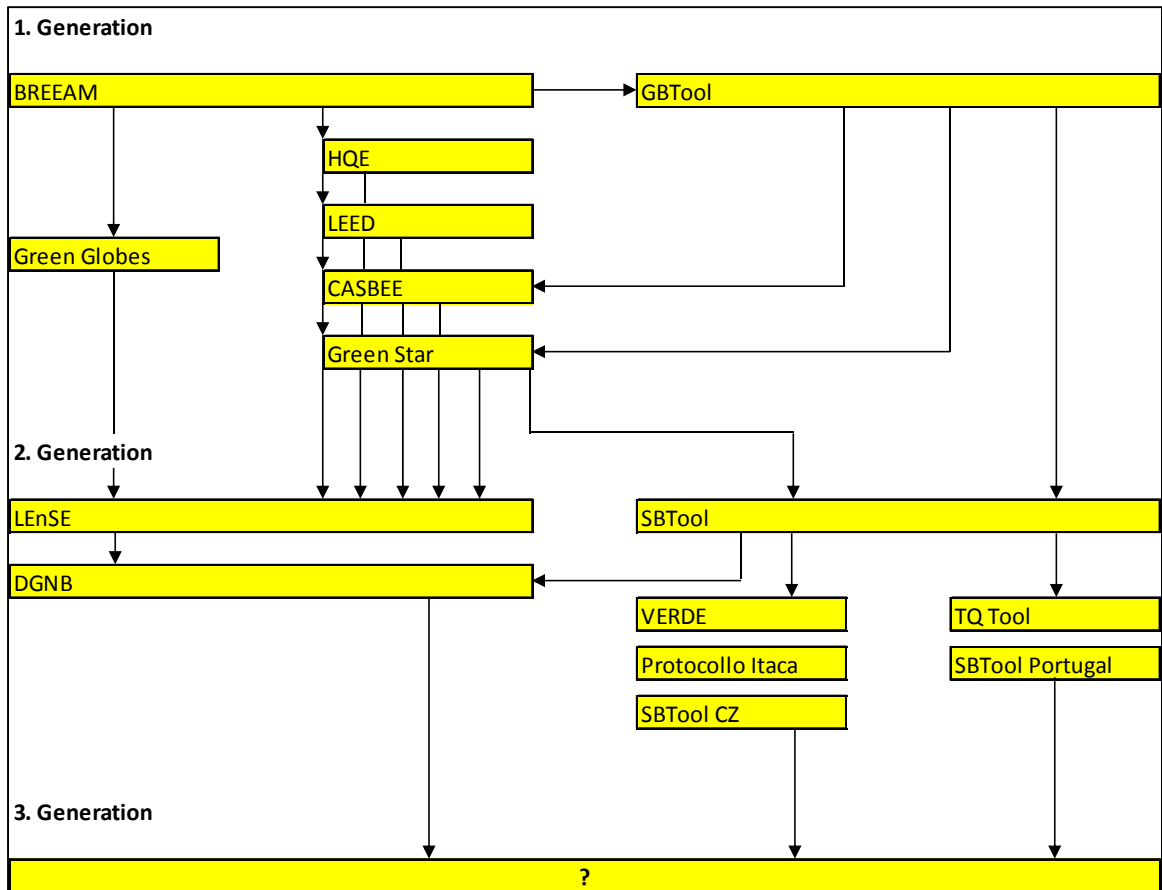 1. Generation
BREEAM
GBTool
HQE
LEED
Green Globes
CASBEE
Green Star
2. Generation
LEnSE
SBTool
DGNB
VERDE
TQ Tool
Protocollo Itaca
SBTool Portugal
SBTool CZ
3. Generation
?